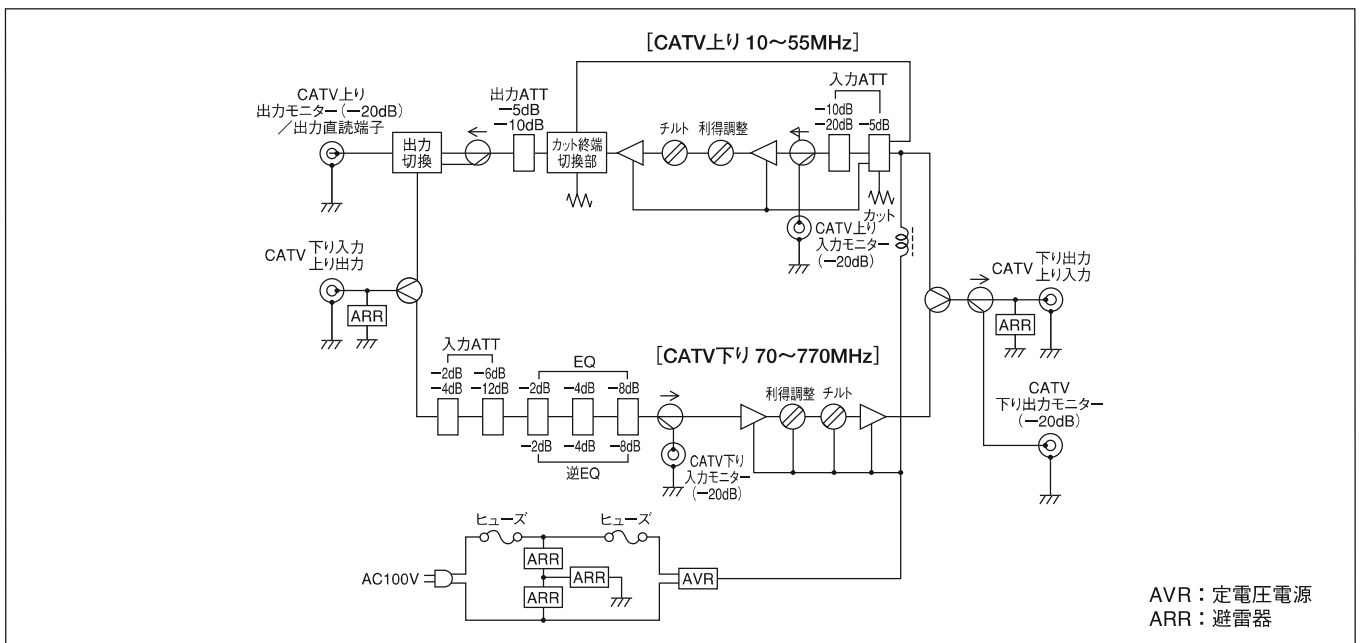 [CATV上り 10〜55MHz]
CATV上り
出力モニター(−20dB)
／出力直読端子
出力
切換
出力ATT
−5dB
−10dB
カット終端
切換部
チルト
利得調整
入力ATT
−10dB
−20dB
−5dB
カット
CATV上り
入力モニター
(−20dB)
CATV 下り入力
上り出力
ARR
CATV 下り出力
上り入力
ARR
CATV
下り出力モニター
(−20dB)
[CATV下り 70〜770MHz]
入力ATT
−2dB
−4dB
−6dB
−12dB
EQ
−2dB
−4dB
−8dB
−2dB
−4dB
−8dB
逆EQ
CATV下り
入力モニター
(−20dB)
利得調整
チルト
ヒューズ
ヒューズ
AC100V
ARR
ARR
ARR
AVR
AVR：定電圧電源
ARR：避雷器